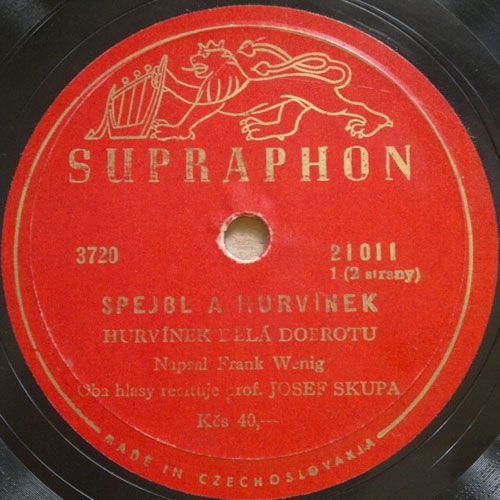 SUPRAPHON
3720
21011
1 (2 strany)
SPEJBL A HURVÍNEK
HURVÍNEK DĚLÁ DOBROTU
Napsal Frank Wenig
Oba hlasy recituje prof. JOSEF SKUPA
Kčs 40,—
MADE IN CZECHOSLOVAKIA